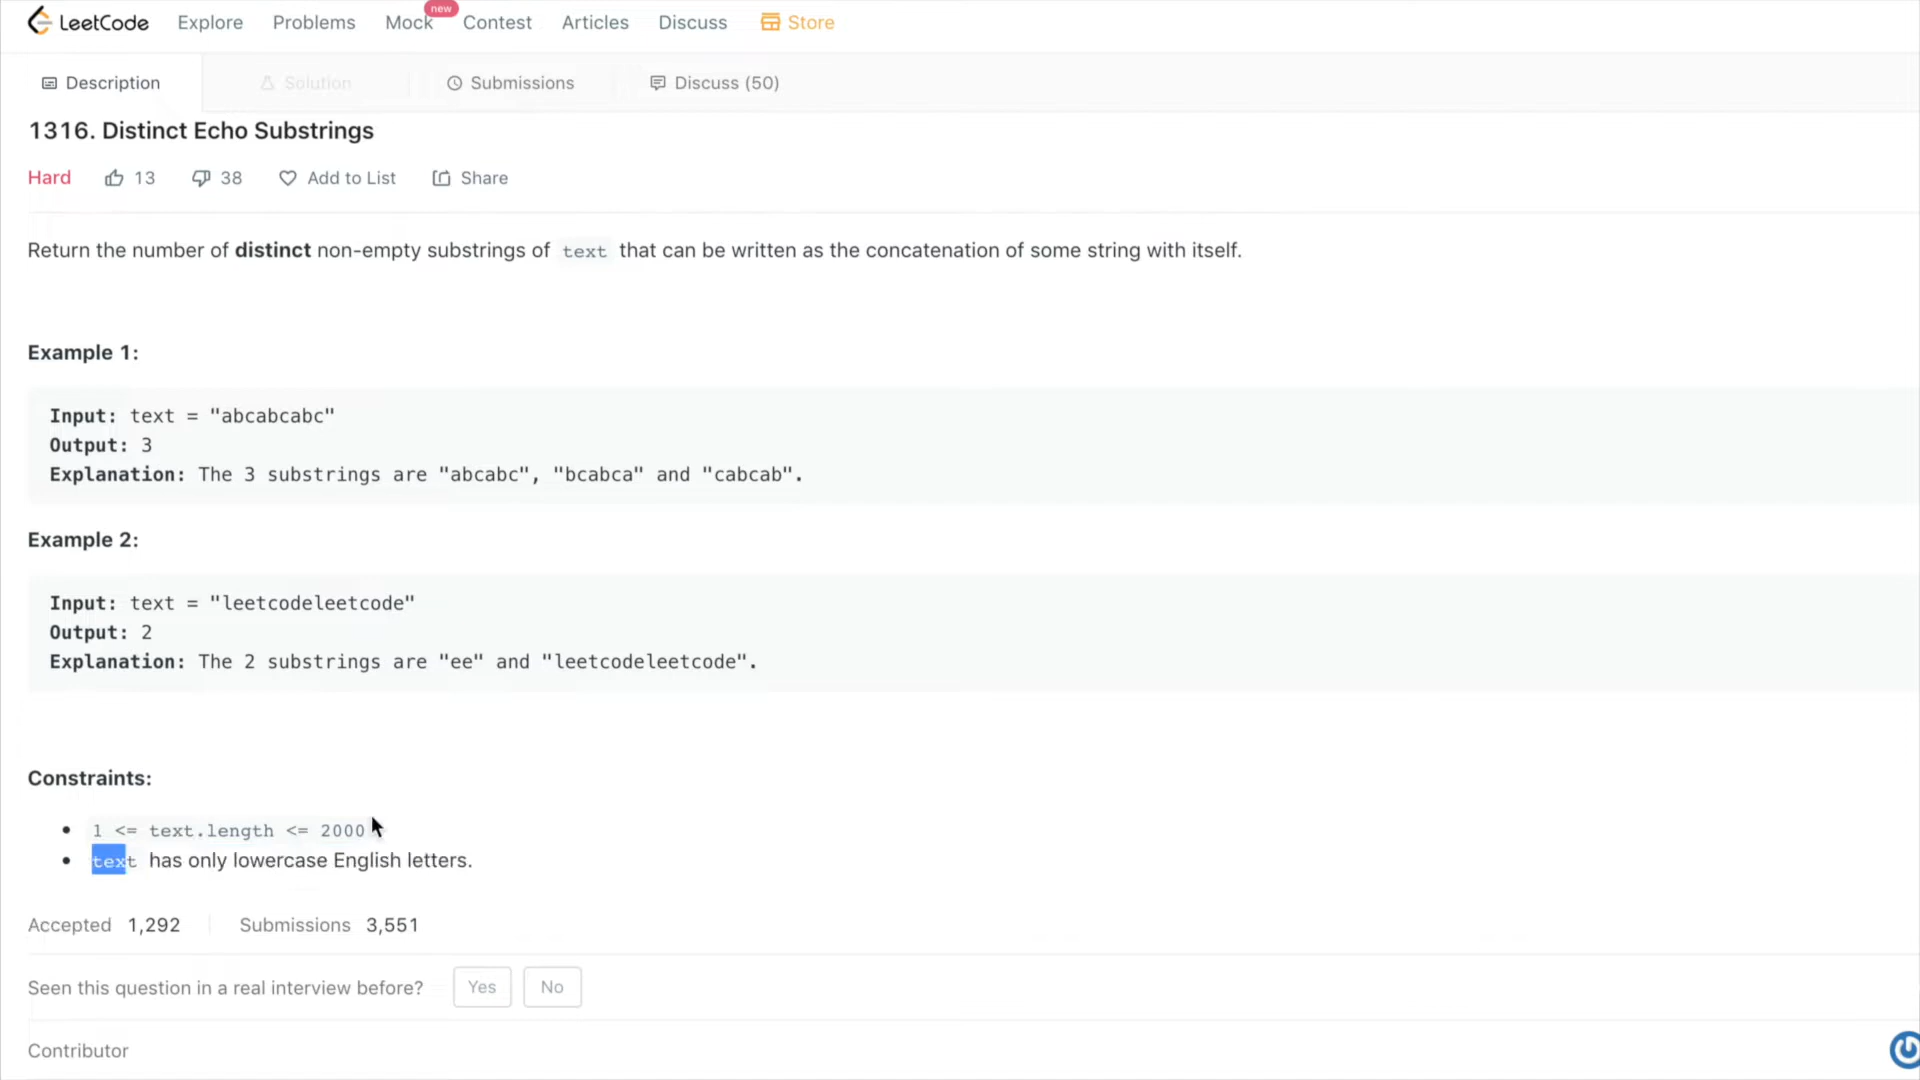 LeetCode Explore Problems Mock new Contest Articles Discuss Store
Description Solution Submissions Discuss (50)
1316. Distinct Echo Substrings
Hard 13 38 Add to List Share
Return the number of distinct non-empty substrings of text that can be written as the concatenation of some string with itself.
Example 1:
Input: text = "abcabcabc"
Output: 3
Explanation: The 3 substrings are "abcabc", "bcabca" and "cabcab".
Example 2:
Input: text = "leetcodeleetcode"
Output: 2
Explanation: The 2 substrings are "ee" and "leetcodeleetcode".
Constraints:
1 <= text.length <= 2000
text has only lowercase English letters.
Accepted 1,292 Submissions 3,551
Seen this question in a real interview before? Yes No
Contributor